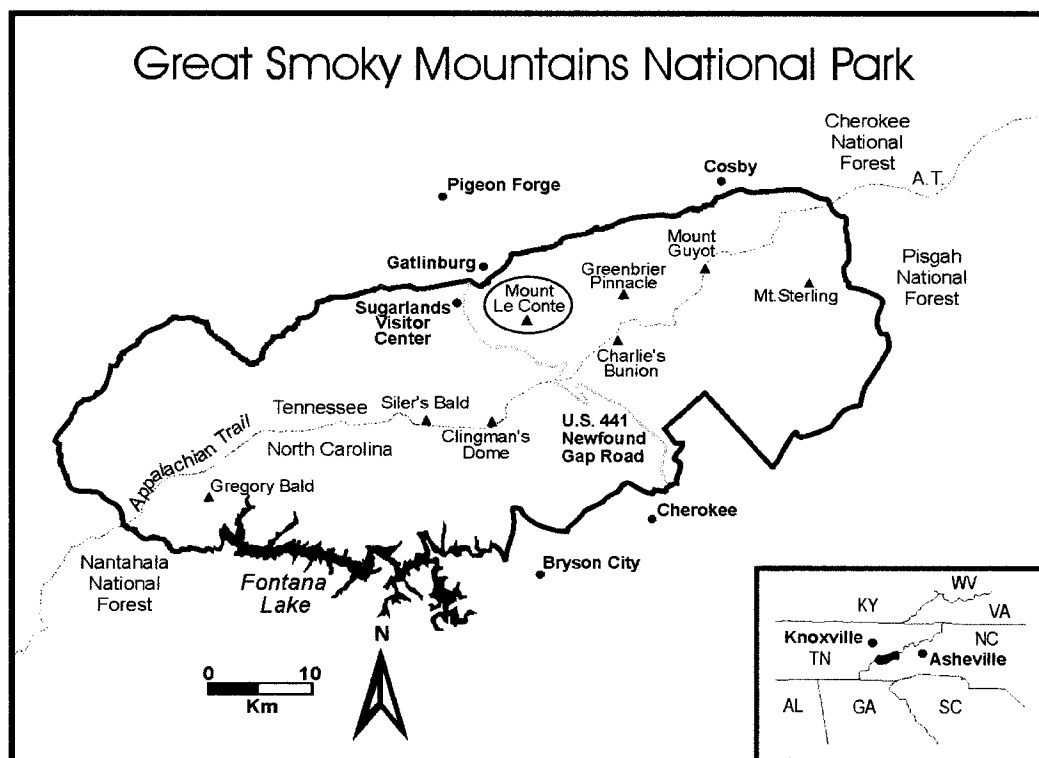 Great Smoky Mountains National Park
Cherokee
National
Forest
A.T.
Cosby
Pigeon Forge
Mount
Guyot
Pisgah
National
Forest
Gatlinburg
Greenbrier
Pinnacle
Mount
Le Conte
Mt.Sterling
Sugarlands
Visitor
Center
Charlie's
Bunion
Siler's Bald
Tennessee
North Carolina
Clingman's
Dome
U.S. 441
Newfound
Gap Road
Appalachian Trail
Gregory Bald
Cherokee
Nantahala
National
Forest
Fontana
Lake
Bryson City
N
0 10
Km
WV
KY
VA
Knoxville
NC
TN
Asheville
AL
GA
SC